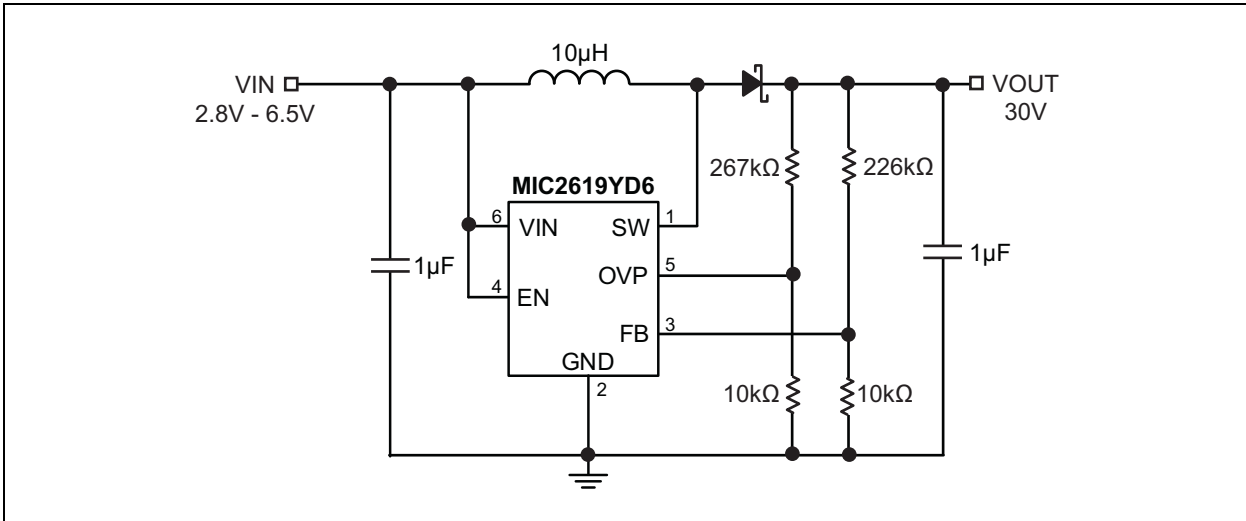 10µH
VIN
2.8V - 6.5V
VOUT
30V
267kΩ
226kΩ
MIC2619YD6
6
VIN
SW
1
1µF
OVP
5
1µF
4
EN
FB
3
GND
2
10kΩ
10kΩ